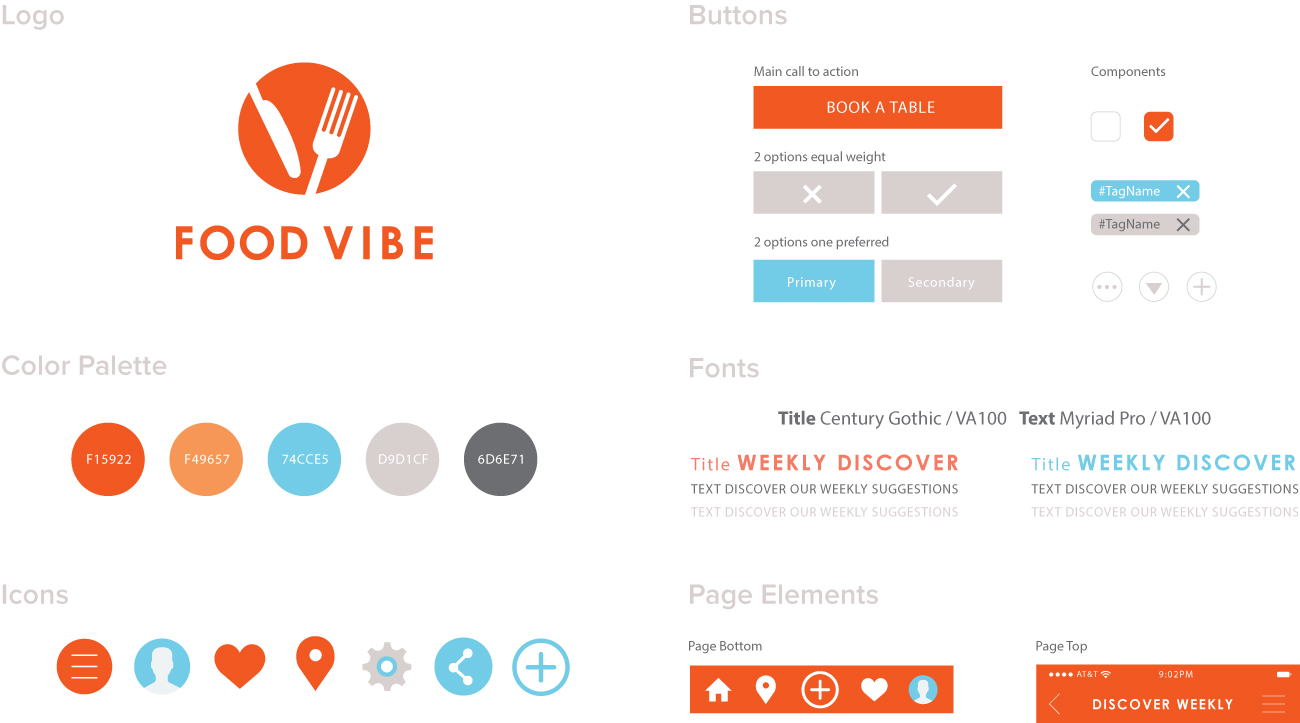 Logo
FOOD VIBE
Buttons
Main call to action
BOOK A TABLE
2 options equal weight
2 options one preferred
Primary
Secondary
Components
#TagName
#TagName
Color Palette
F15922
F49657
74CCE5
D9D1CF
6D6E71
Fonts
Title Century Gothic / VA100
Text Myriad Pro / VA100
Title WEEKLY DISCOVER
TEXT DISCOVER OUR WEEKLY SUGGESTIONS
TEXT DISCOVER OUR WEEKLY SUGGESTIONS
Title WEEKLY DISCOVER
TEXT DISCOVER OUR WEEKLY SUGGESTIONS
TEXT DISCOVER OUR WEEKLY SUGGESTIONS
Icons
Page Elements
Page Bottom
Page Top
AT&T
9:02PM
DISCOVER WEEKLY